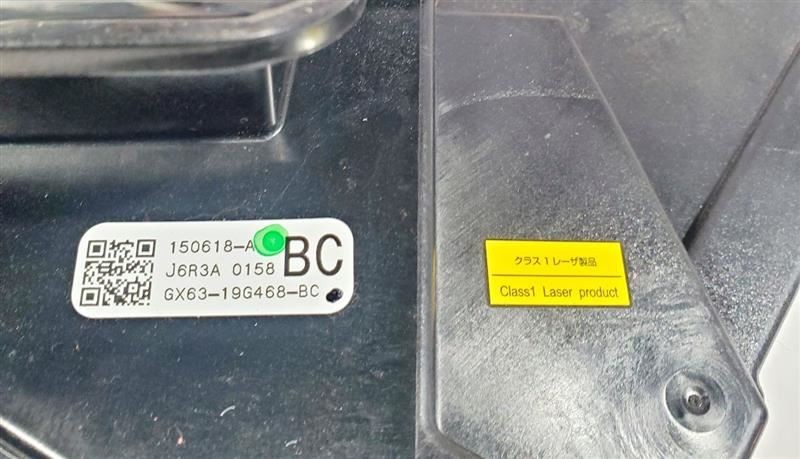 150618-A
J6R3A 0158
GX63-19G468-BC
BC
クラス1レーザ製品
Class1 Laser product